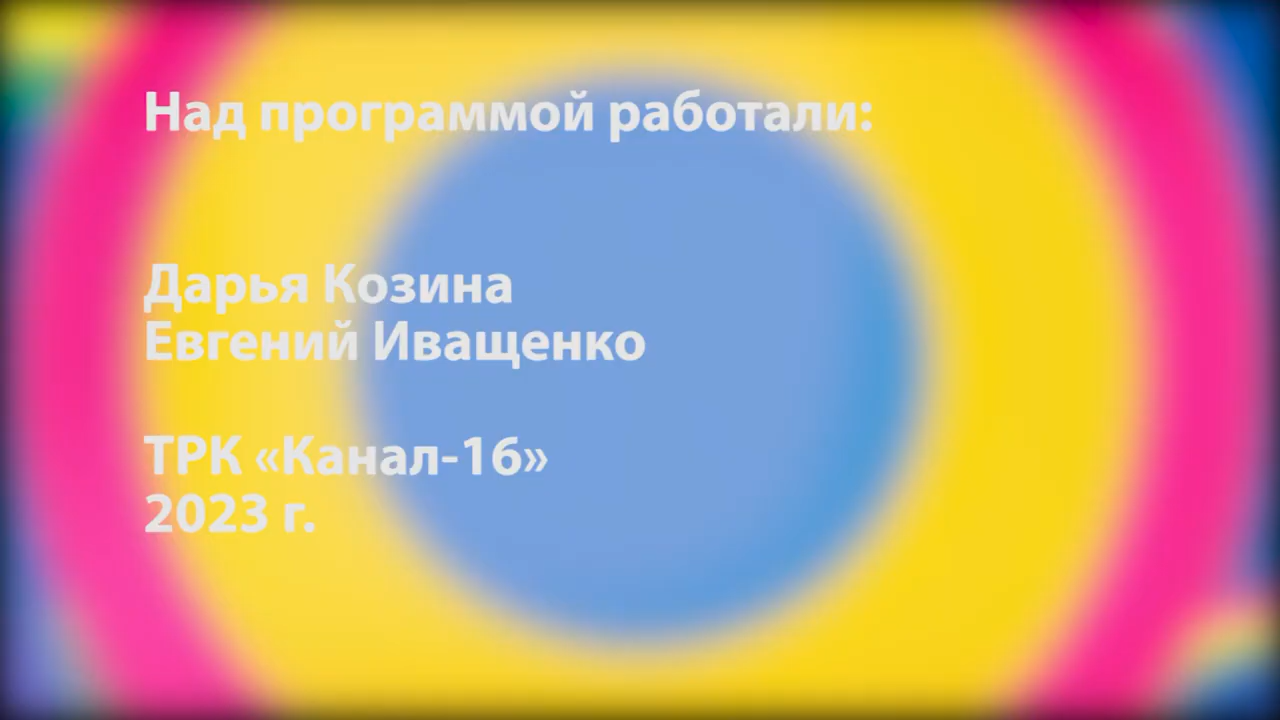 Над программой работали:
Дарья Козина
Евгений Иващенко
ТРК «Канал-16»
2023 г.